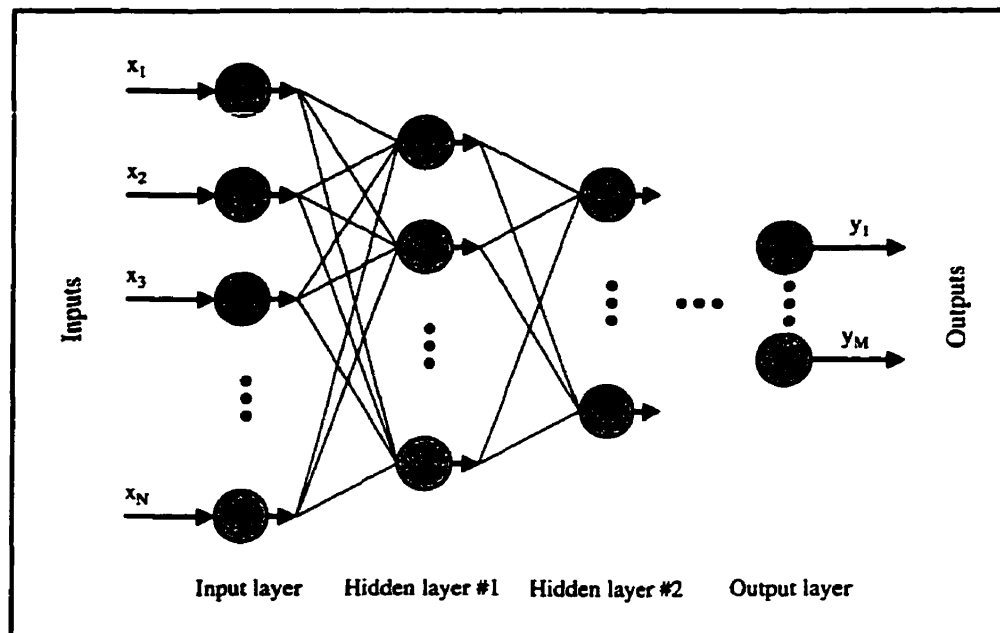 x1
x2
x3
xN
Inputs
y1
yM
Outputs
Input layer
Hidden layer #1
Hidden layer #2
Output layer